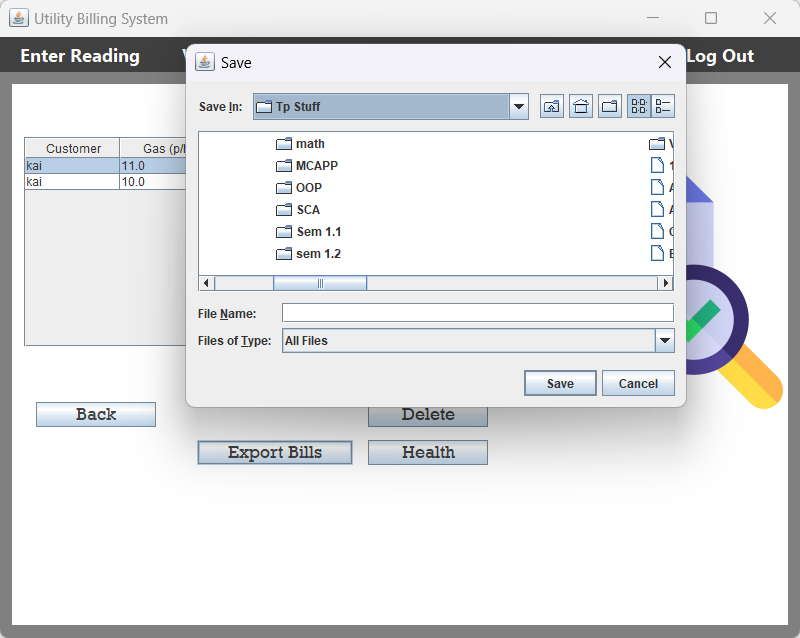 Utility Billing System
Enter Reading
Log Out
Save
Save In:
Tp Stuff
Customer
Gas
kai
11.0
kai
10.0
math
MCAPP
OOP
SCA
Sem 1.1
sem 1.2
File Name:
Files of Type:
All Files
Save
Cancel
Back
Delete
Export Bills
Health